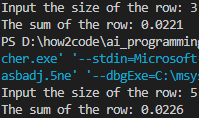 Input the size of the row: 3
The sum of the row: 0.0221
PS D:\how2code\ai_programming
cher.exe' '--stdin=Microsoft
asbadj.5ne' '--dbgExe=C:\msys
Input the size of the row: 5
The sum of the row: 0.0226